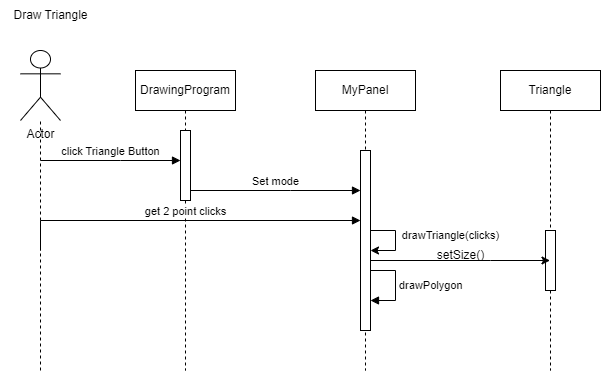 Draw Triangle
DrawingProgram
MyPanel
Triangle
Actor
click Triangle Button
Set mode
get 2 point clicks
drawTriangle(clicks)
setSize()
drawPolygon